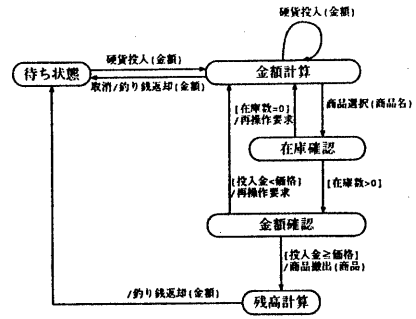 硬貨投入(金額)
硬貨投入(金額)
待ち状態
金額計算
取消/釣り銭返却(金額)
[在庫数=0]
/再操作要求
商品選択(商品名)
在庫確認
[投入金<価格]
/再操作要求
[在庫数>0]
金額確認
[投入金≧価格]
/商品搬出(商品)
/釣り銭返却(金額)
残高計算